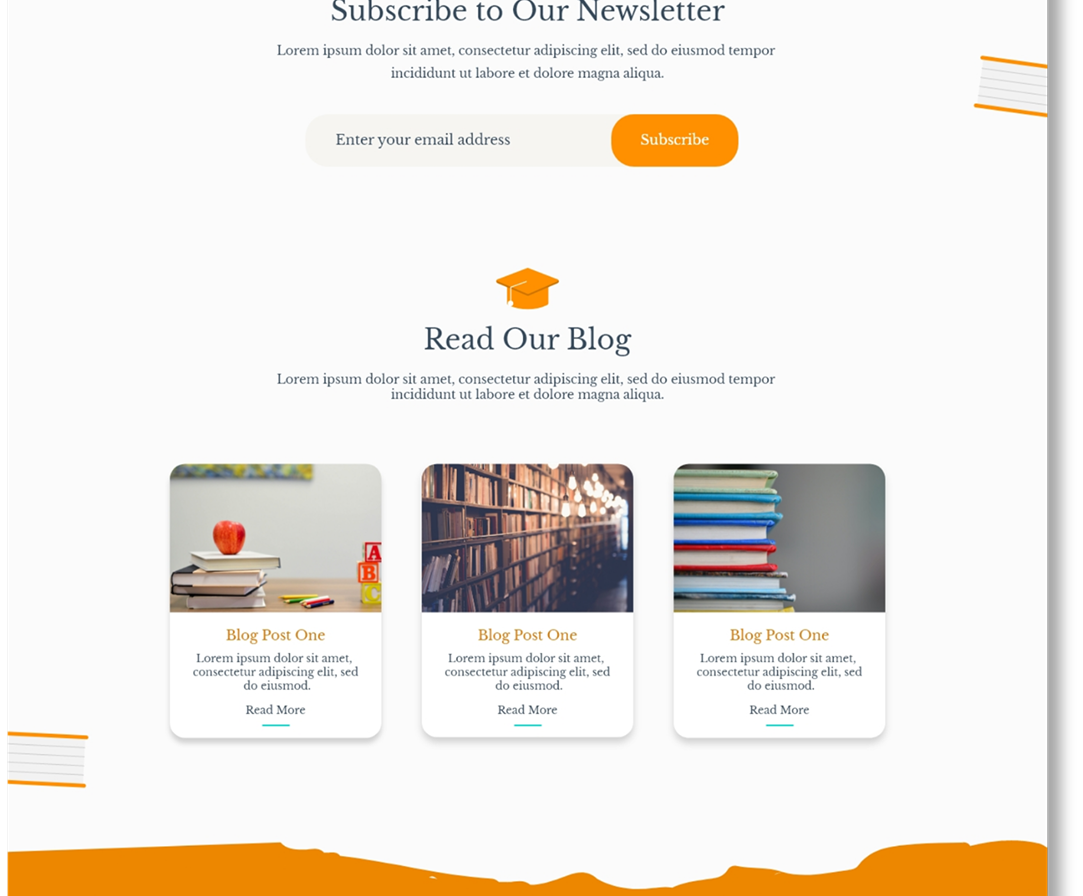 Subscribe to Our Newsletter
Lorem ipsum dolor sit amet, consectetur adipiscing elit, sed do eiusmod tempor
incididunt ut labore et dolore magna aliqua.
Enter your email address
Subscribe
Read Our Blog
Lorem ipsum dolor sit amet, consectetur adipiscing elit, sed do eiusmod tempor
incididunt ut labore et dolore magna aliqua.
A
B
C
Blog Post One
Lorem ipsum dolor sit amet,
consectetur adipiscing elit, sed
do eiusmod.
Read More
Blog Post One
Lorem ipsum dolor sit amet,
consectetur adipiscing elit, sed
do eiusmod.
Read More
Blog Post One
Lorem ipsum dolor sit amet,
consectetur adipiscing elit, sed
do eiusmod.
Read More